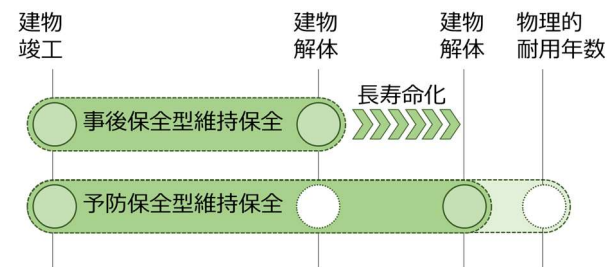 建物
竣工
建物
解体
建物
解体
物理的
耐用年数
長寿命化
事後保全型維持保全
予防保全型維持保全